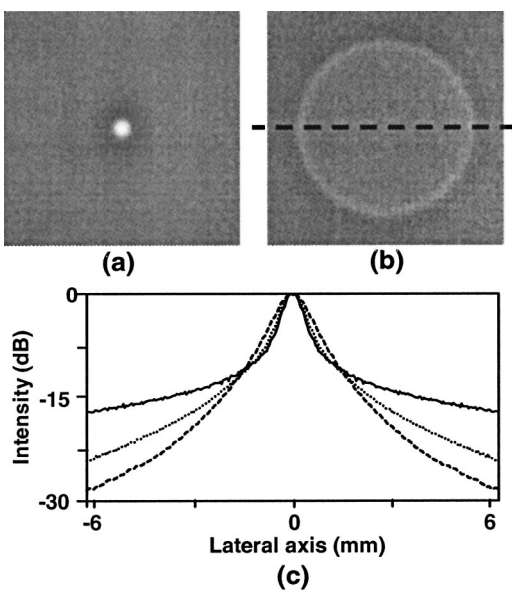 (a)
(b)
0
-15
-30
Intensity (dB)
-6
0
6
Lateral axis (mm)
(c)